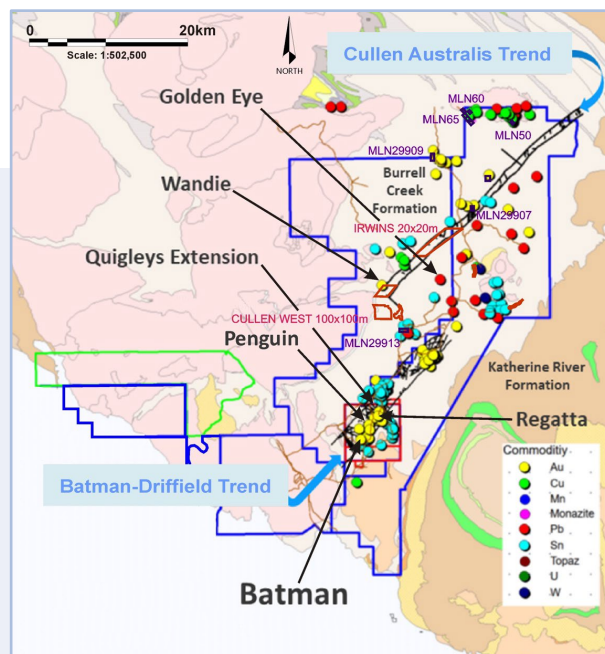 0 20km
Scale: 1:502,500
NORTH
Cullen Australis Trend
Golden Eye
MLN60
MLN65
MLN50
MLN29909
Burrell
Creek
Formation
Wandie
MLN29907
IRWINS 20x20m
Quigleys Extension
CULLEN WEST 100x100m
Penguin
MLN29913
Katherine River
Formation
Regatta
Batman-Driffield Trend
Batman
Commoditiy
Au
Cu
Mn
Monazite
Pb
Sn
Topaz
U
W